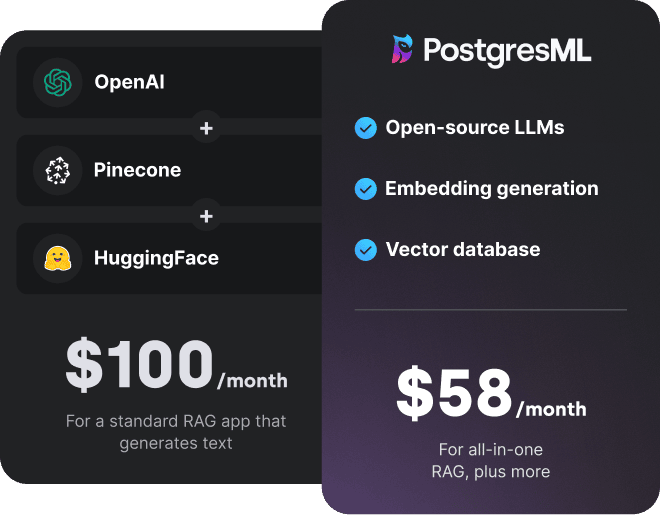 OpenAI
+
Pinecone
+
HuggingFace
$100/month
For a standard RAG app that
generates text
PostgresML
Open-source LLMs
Embedding generation
Vector database
$58/month
For all-in-one
RAG, plus more